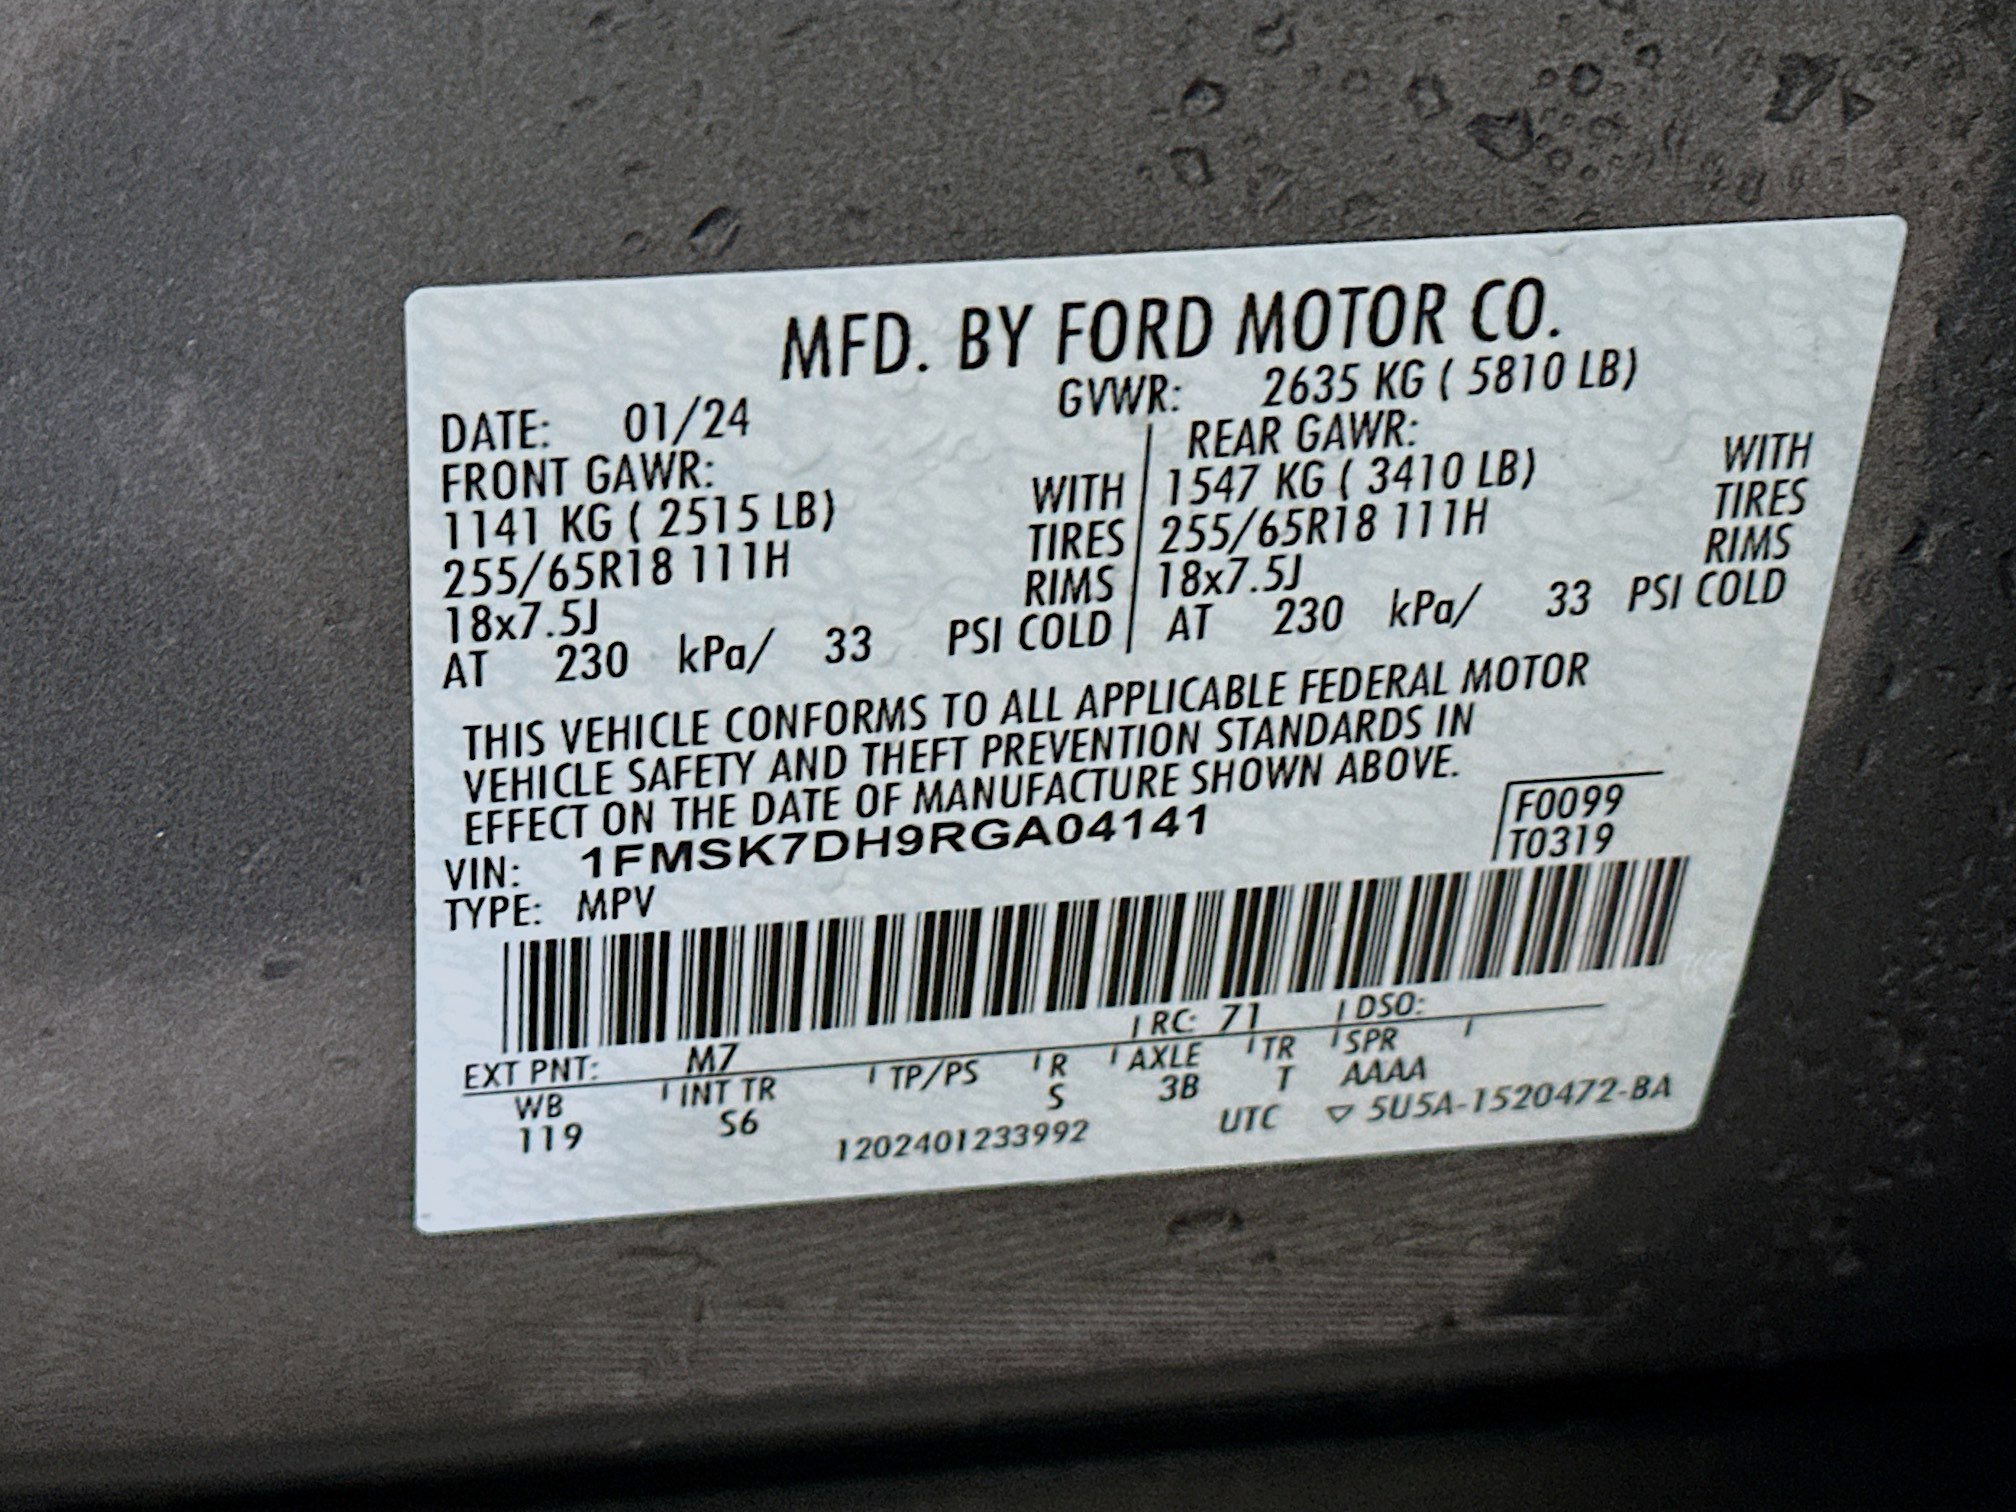 MFD. BY FORD MOTOR CO.
DATE: 01/24 GVWR: 2635 KG ( 5810 LB)
FRONT GAWR: REAR GAWR:
1141 KG ( 2515 LB) WITH 1547 KG ( 3410 LB) WITH
255/65R18 111H TIRES 255/65R18 111H TIRES
18x7.5J RIMS 18x7.5J RIMS
AT 230 kPa/ 33 PSI COLD AT 230 kPa/ 33 PSI COLD
THIS VEHICLE CONFORMS TO ALL APPLICABLE FEDERAL MOTOR
VEHICLE SAFETY AND THEFT PREVENTION STANDARDS IN
EFFECT ON THE DATE OF MANUFACTURE SHOWN ABOVE.
VIN: 1FMSK7DH9RGA04141 F0099
TYPE: MPV T0319
EXT PNT: M7 RC: 71 DSO:
WB INT TR TP/PS R AXLE TR SPR
119 S6 S 3B T AAAA
1202401233992 UTC ▽ 5U5A-1520472-BA